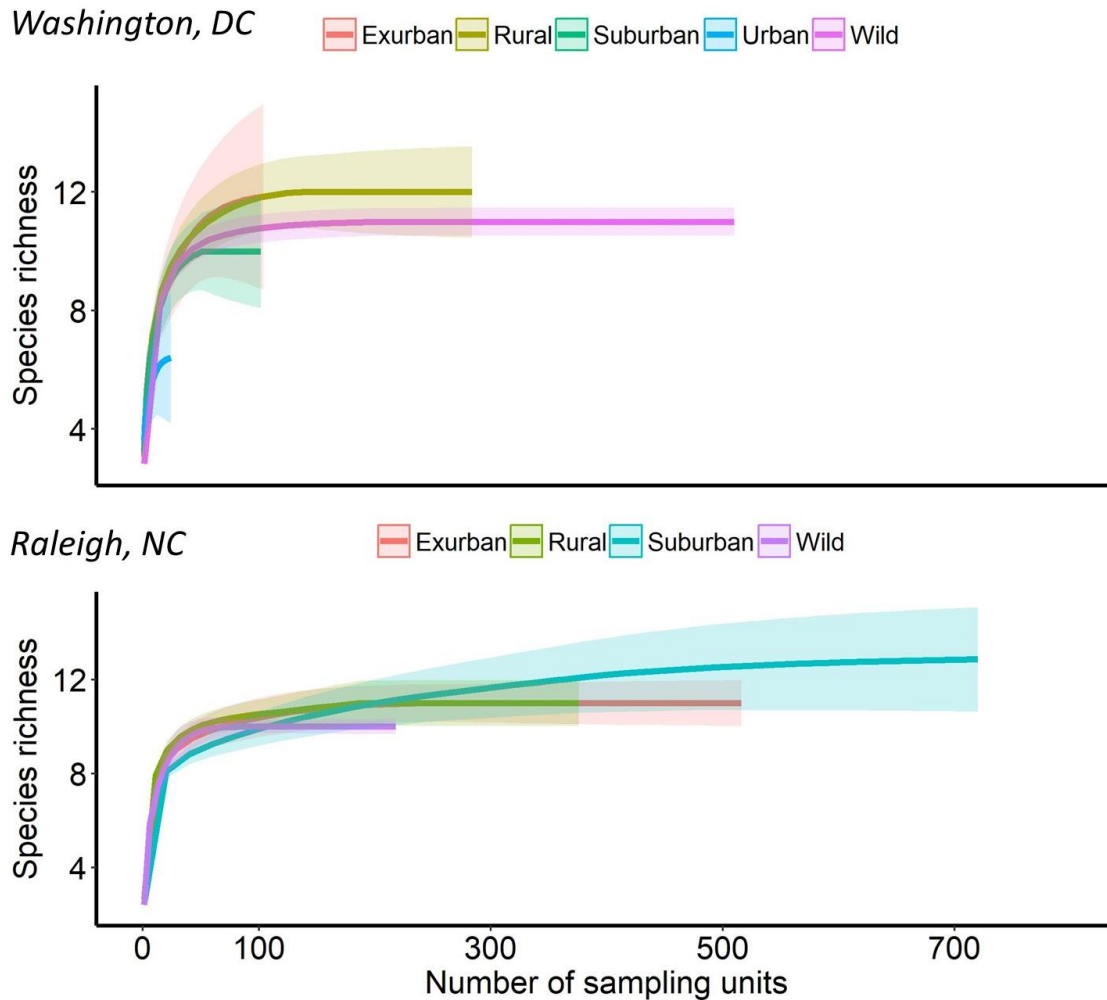 Washington, DC
Exurban Rural Suburban Urban Wild
Species richness
12
8
4
Raleigh, NC
Exurban Rural Suburban Wild
Species richness
12
8
4
0 100 300 500 700
Number of sampling units